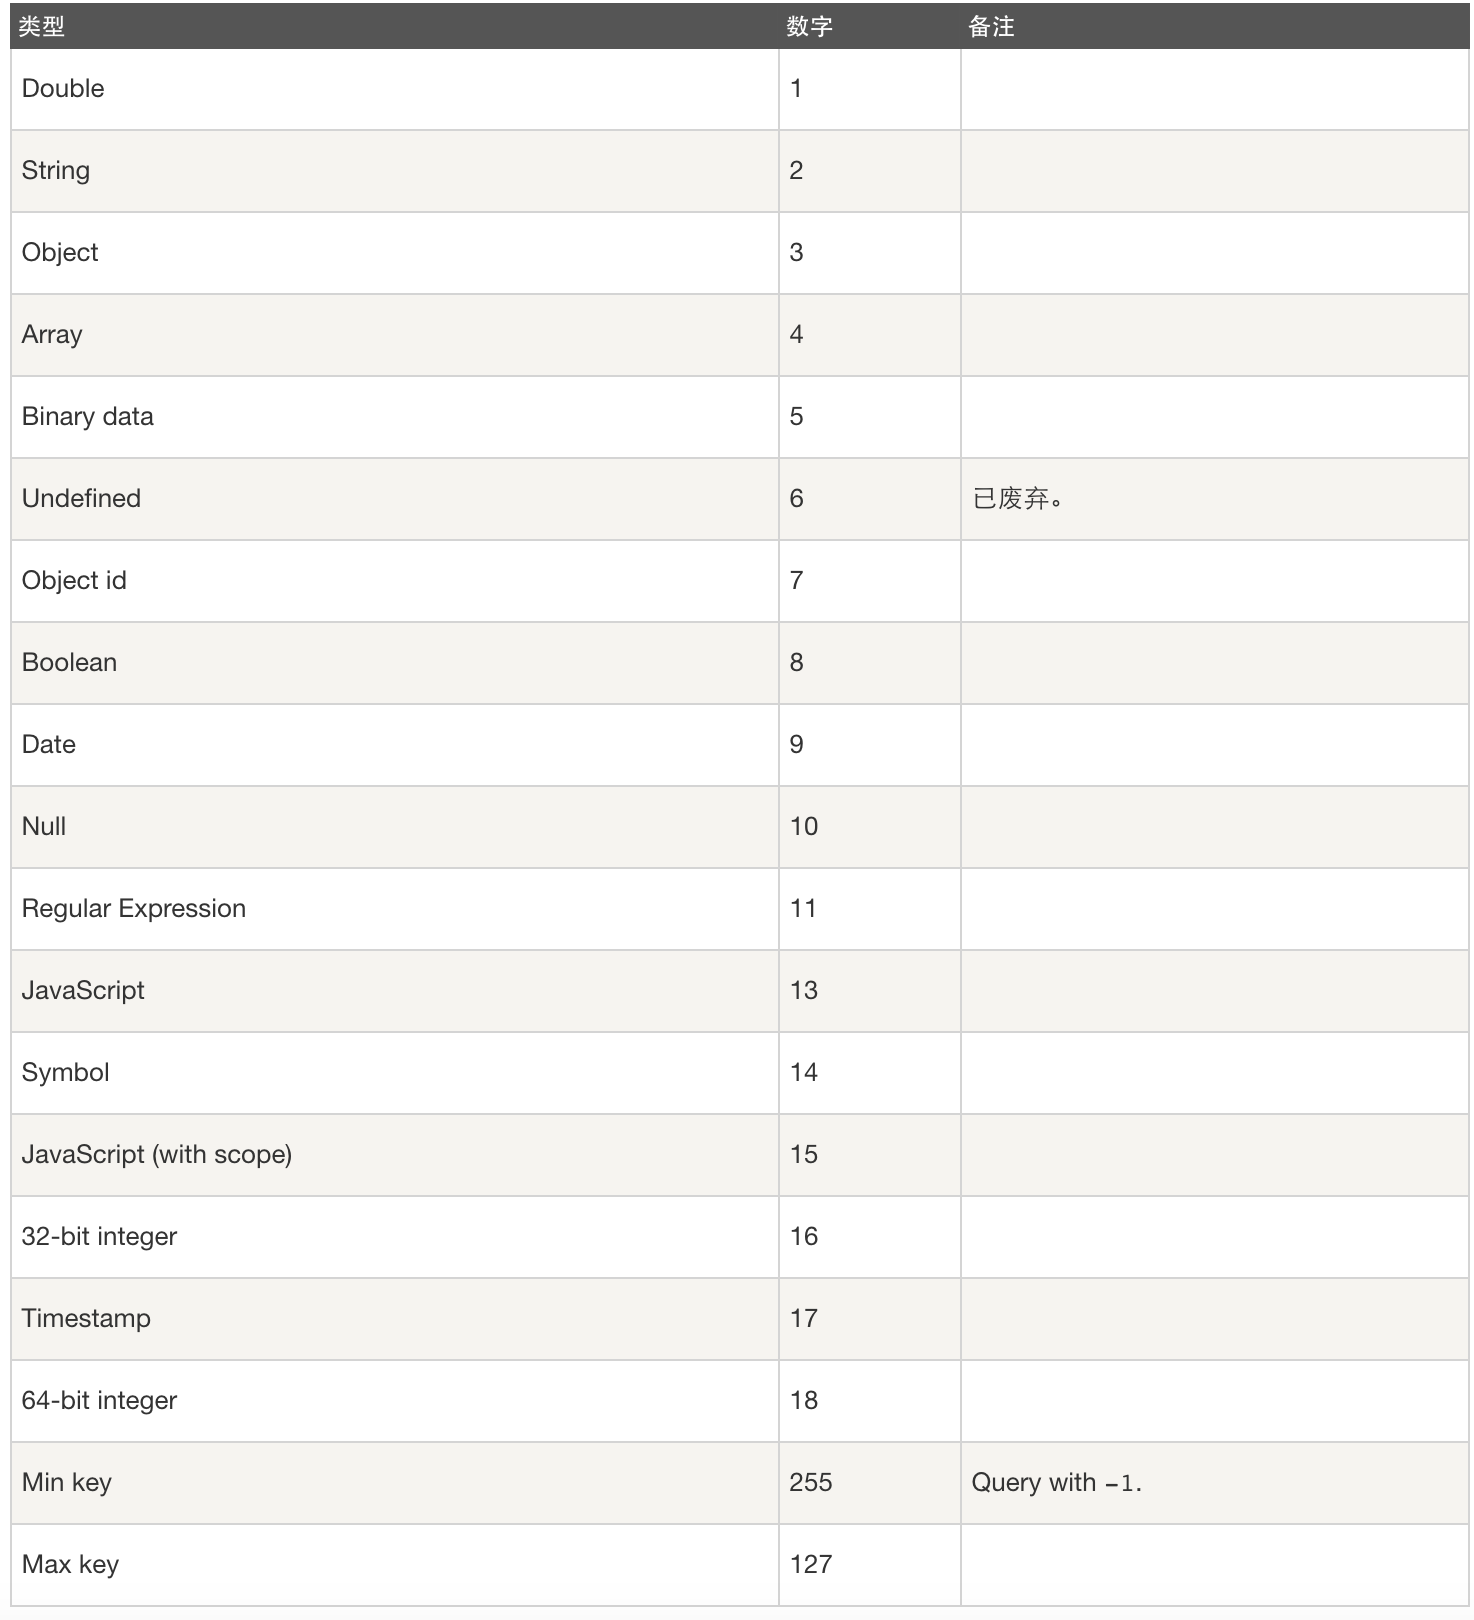 类型 数字 备注
Double 1
String 2
Object 3
Array 4
Binary data 5
Undefined 6 已废弃。
Object id 7
Boolean 8
Date 9
Null 10
Regular Expression 11
JavaScript 13
Symbol 14
JavaScript (with scope) 15
32-bit integer 16
Timestamp 17
64-bit integer 18
Min key 255 Query with -1.
Max key 127